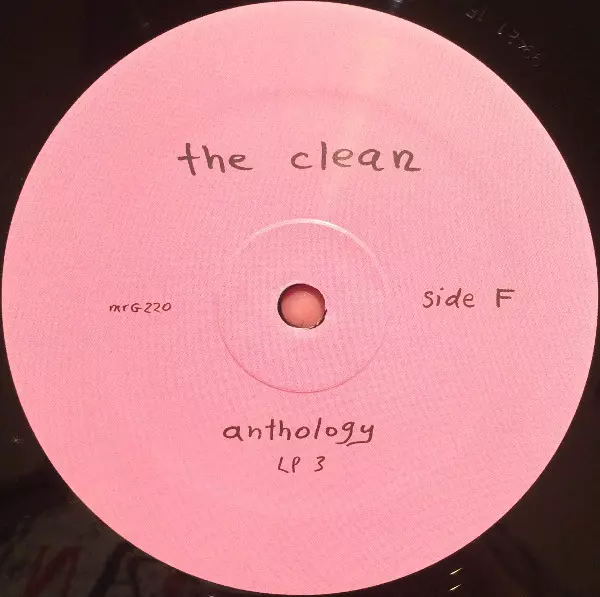 the clean
mrG220
side F
anthology
LP 3